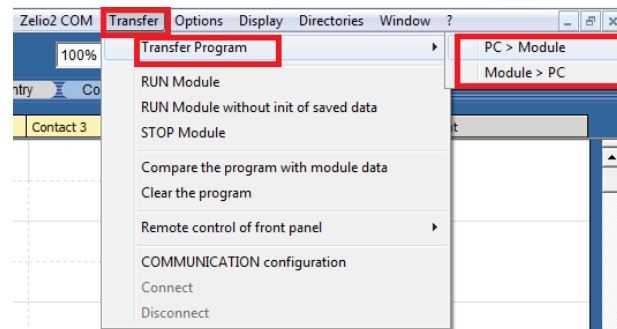 Zelio2 COM Transfer Options Display Directories Window ?
100%
Transfer Program
PC > Module
Module > PC
RUN Module
RUN Module without init of saved data
Contact 3
STOP Module
Compare the program with module data
Clear the program
Remote control of front panel
COMMUNICATION configuration
Connect
Disconnect